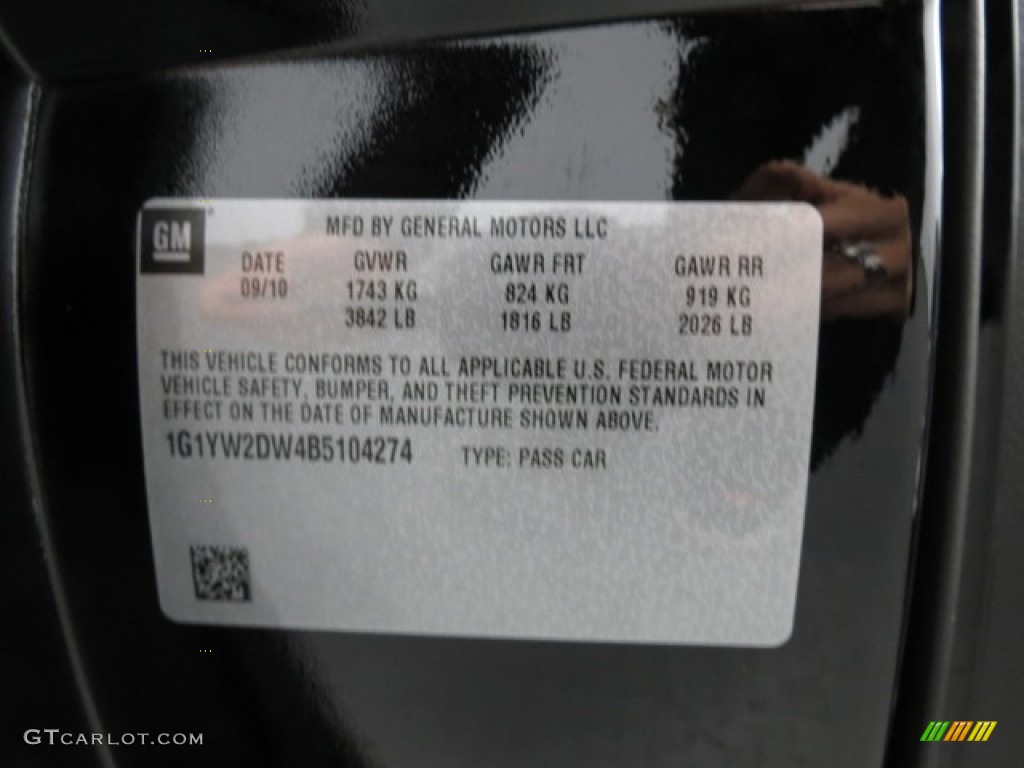 GM
MFD BY GENERAL MOTORS LLC
DATE GVWR GAWR FRT GAWR RR
09/10 1743 KG 824 KG 919 KG
3842 LB 1816 LB 2026 LB
THIS VEHICLE CONFORMS TO ALL APPLICABLE U.S. FEDERAL MOTOR
VEHICLE SAFETY, BUMPER, AND THEFT PREVENTION STANDARDS IN
EFFECT ON THE DATE OF MANUFACTURE SHOWN ABOVE.
1G1YW2DW4B5104274 TYPE: PASS CAR
GTCARLOT.COM